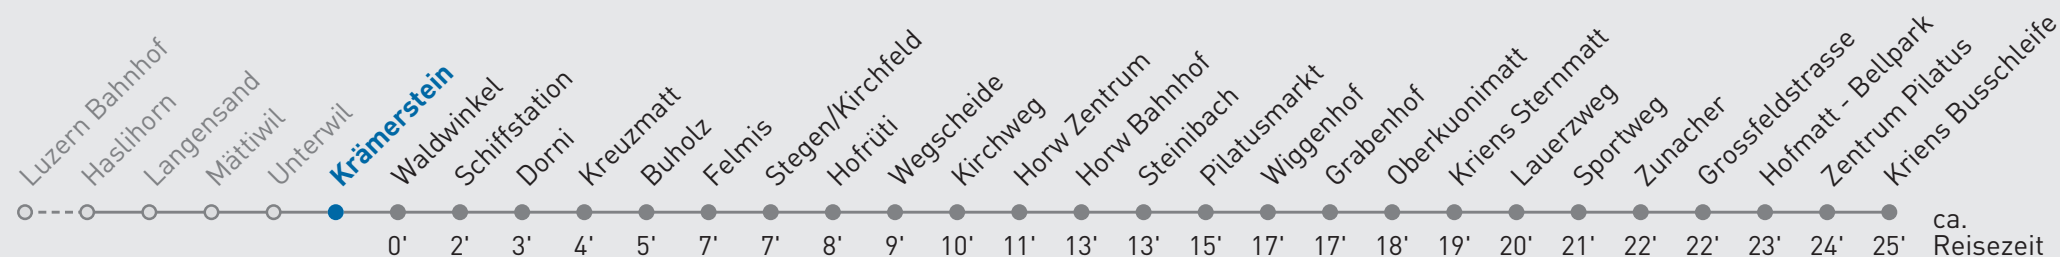 Luzern Bahnhof
Haslihorn
Langensand
Mättiwil
Unterwil
Krämerstein
Waldwinkel
Schiffstation
Dorni
Kreuzmatt
Buholz
Felmis
Stegen/Kirchfeld
Hofrüti
Wegscheide
Kirchweg
Horw Zentrum
Horw Bahnhof
Steinibach
Pilatusmarkt
Wiggenhof
Grabenhof
Oberkuonimatt
Kriens Sternmatt
Lauerzweg
Sportweg
Zunacher
Grossfeldstrasse
Hofmatt - Bellpark
Zentrum Pilatus
Kriens Busschleife
0' 2' 3' 4' 5' 7' 7' 8' 9' 10' 11' 13' 13' 15' 17' 17' 18' 19' 20' 21' 22' 22' 23' 24' 25'
ca.
Reisezeit